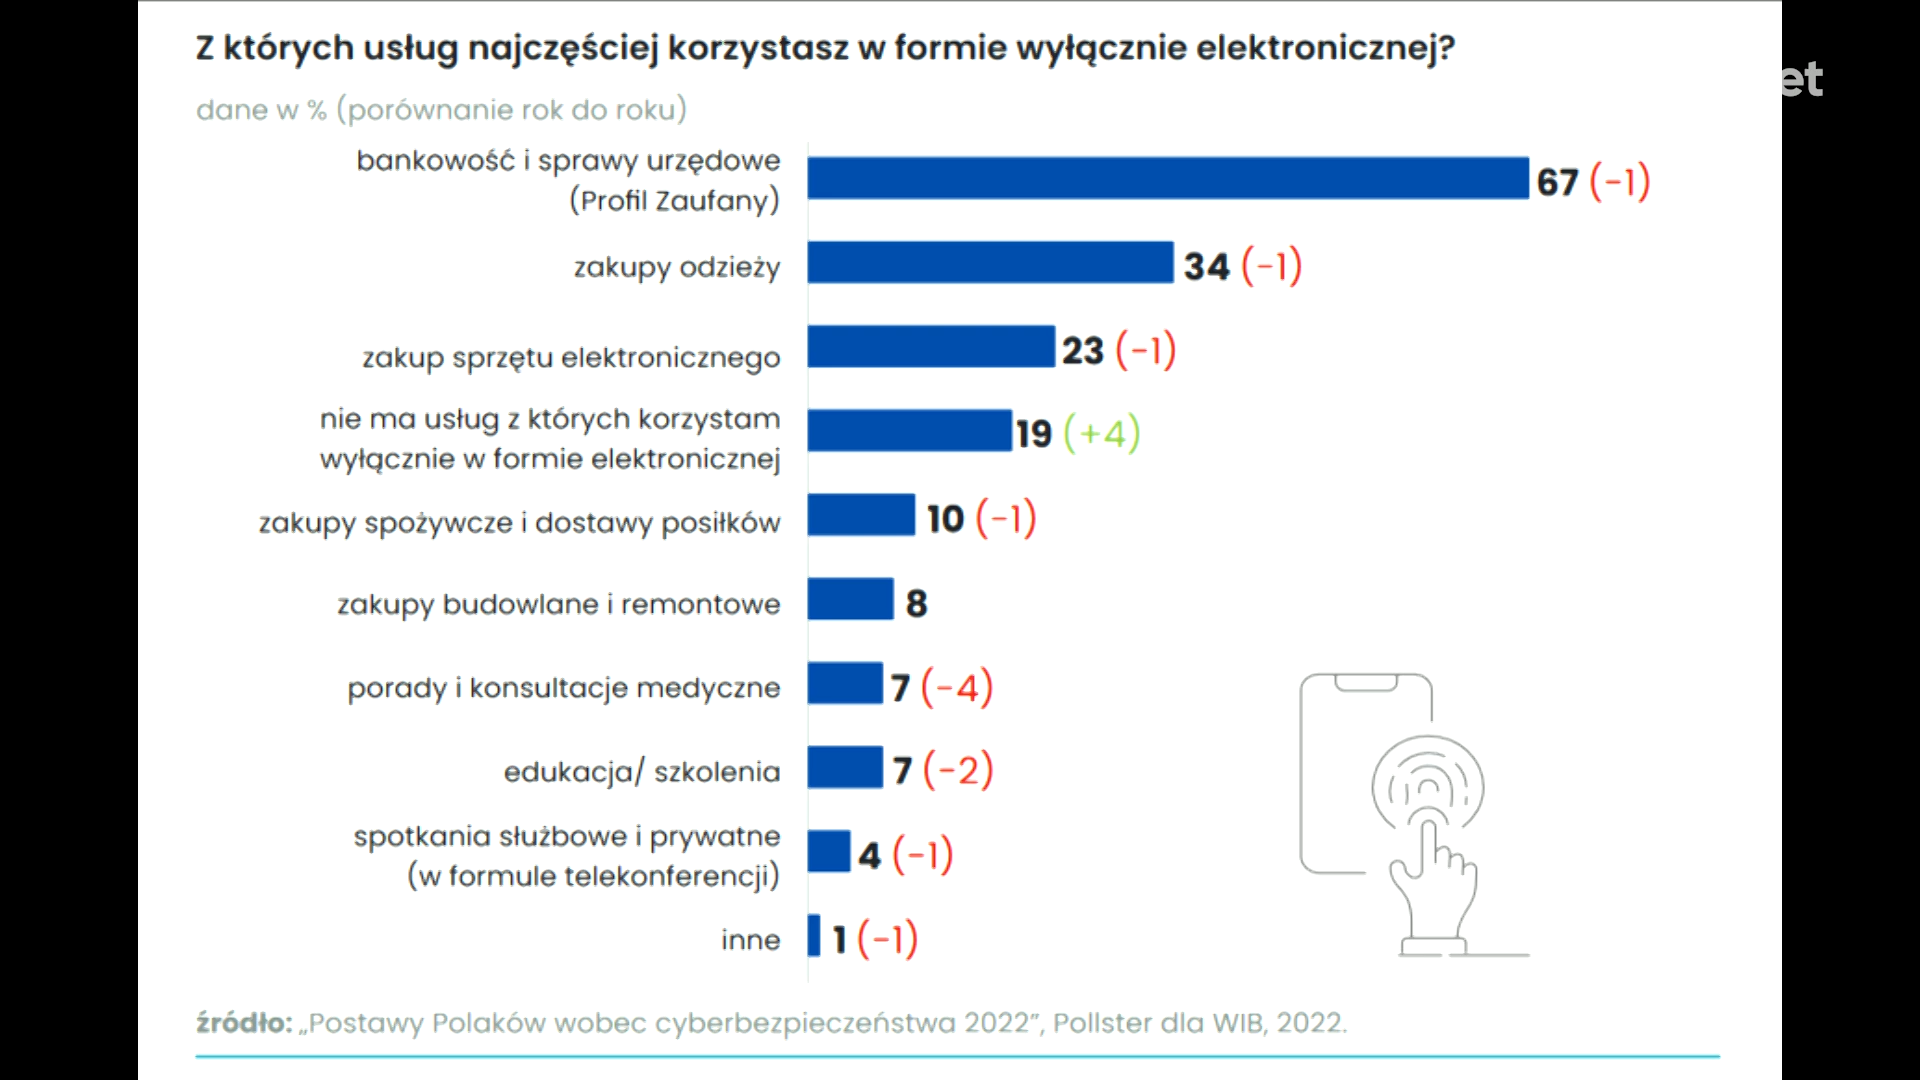 Z których usług najczęściej korzystasz w formie wyłącznie elektronicznej?
dane w % (porównanie rok do roku)
bankowość i sprawy urzędowe
(Profil Zaufany)
67 (-1)
zakupy odzieży
34 (-1)
zakup sprzętu elektronicznego
23 (-1)
nie ma usług z których korzystam
wyłącznie w formie elektronicznej
19 (+4)
zakupy spożywcze i dostawy posiłków
10 (-1)
zakupy budowlane i remontowe
8
porady i konsultacje medyczne
7 (-4)
edukacja/ szkolenia
7 (-2)
spotkania służbowe i prywatne
(w formule telekonferencji)
4 (-1)
inne
1 (-1)
źródło: „Postawy Polaków wobec cyberbezpieczeństwa 2022”, Pollster dla WIB, 2022.